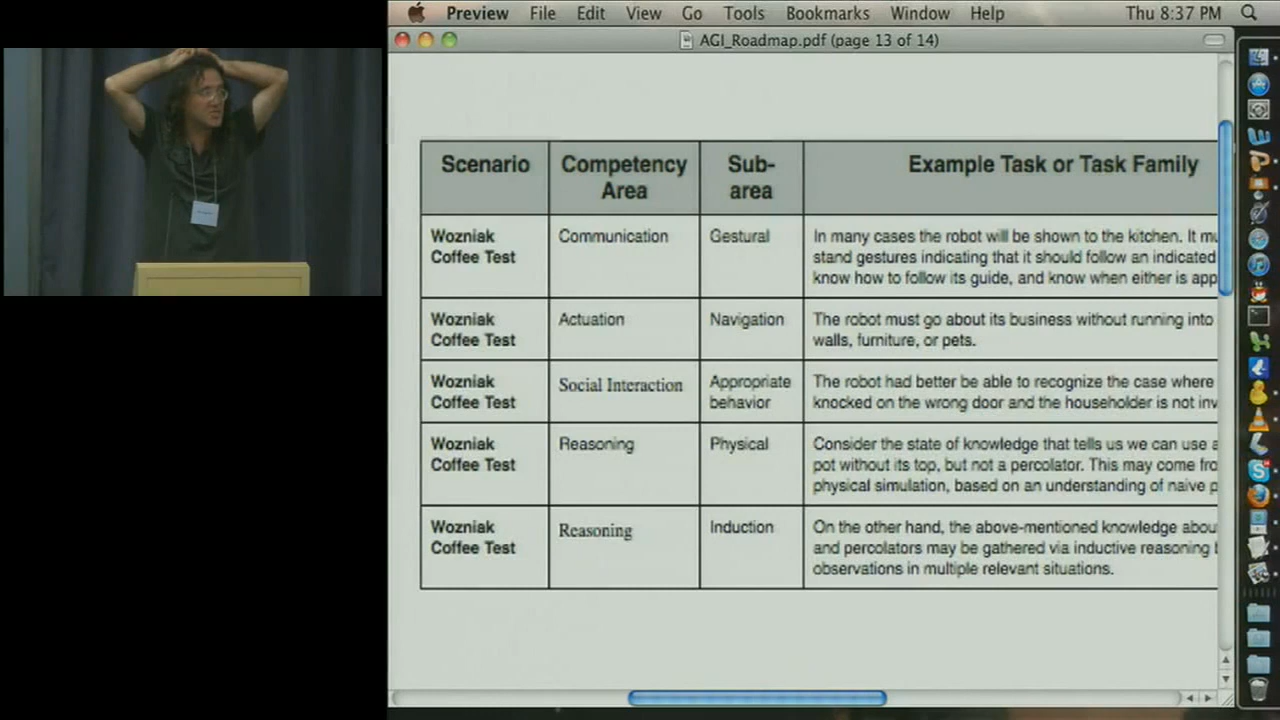 Preview File Edit View Go Tools Bookmarks Window Help Thu 8:37 PM
AGI_Roadmap.pdf (page 13 of 14)
Scenario
Competency Area
Sub-area
Example Task or Task Family
Wozniak Coffee Test
Communication
Gestural
In many cases the robot will be shown to the kitchen. It
stand gestures indicating that it should follow an indicated
know how to follow its guide, and know when either is
Wozniak Coffee Test
Actuation
Navigation
The robot must go about its business without running into
walls, furniture, or pets.
Wozniak Coffee Test
Social Interaction
Appropriate behavior
The robot had better be able to recognize the case where
knocked on the wrong door and the householder is not
Wozniak Coffee Test
Reasoning
Physical
Consider the state of knowledge that tells us we can use
pot without its top, but not a percolator. This may come
physical simulation, based on an understanding of naive
Wozniak Coffee Test
Reasoning
Induction
On the other hand, the above-mentioned knowledge
and percolators may be gathered via inductive reasoning
observations in multiple relevant situations.